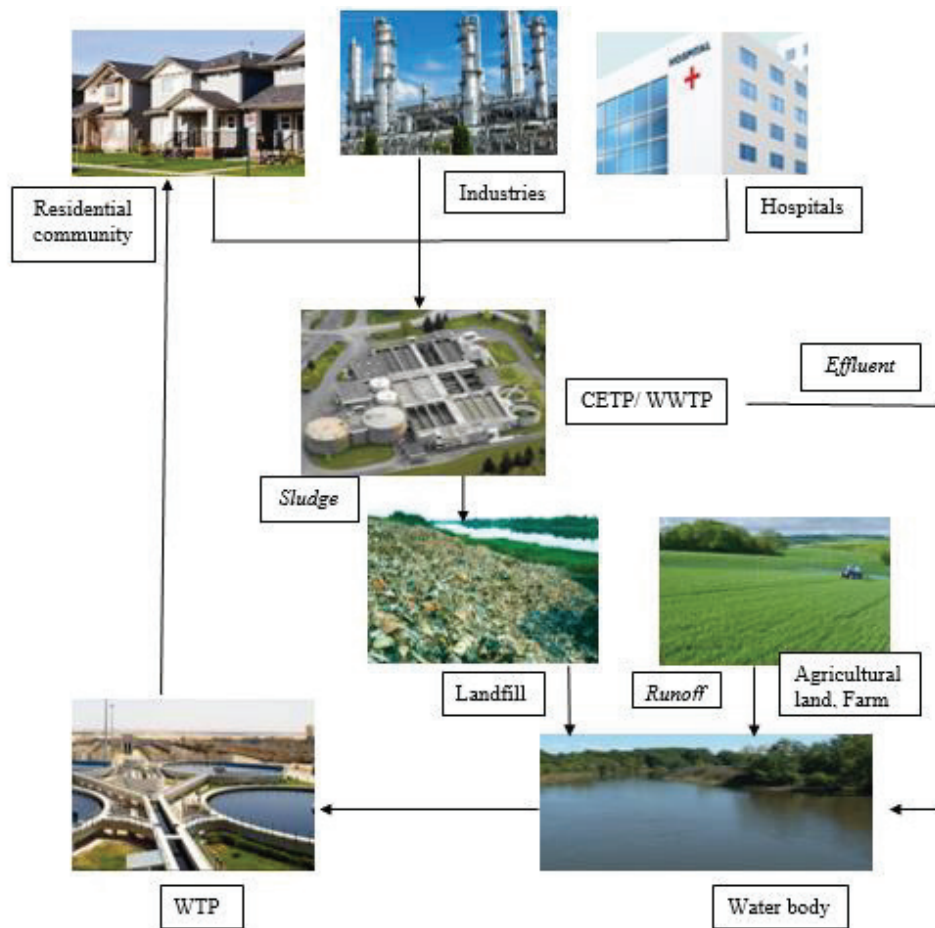 HOSPITAL
Residential
community
Industries
Hospitals
Effluent
CETP/ WWTP
Sludge
Landfill
Runoff
Agricultural
land, Farm
WTP
Water body